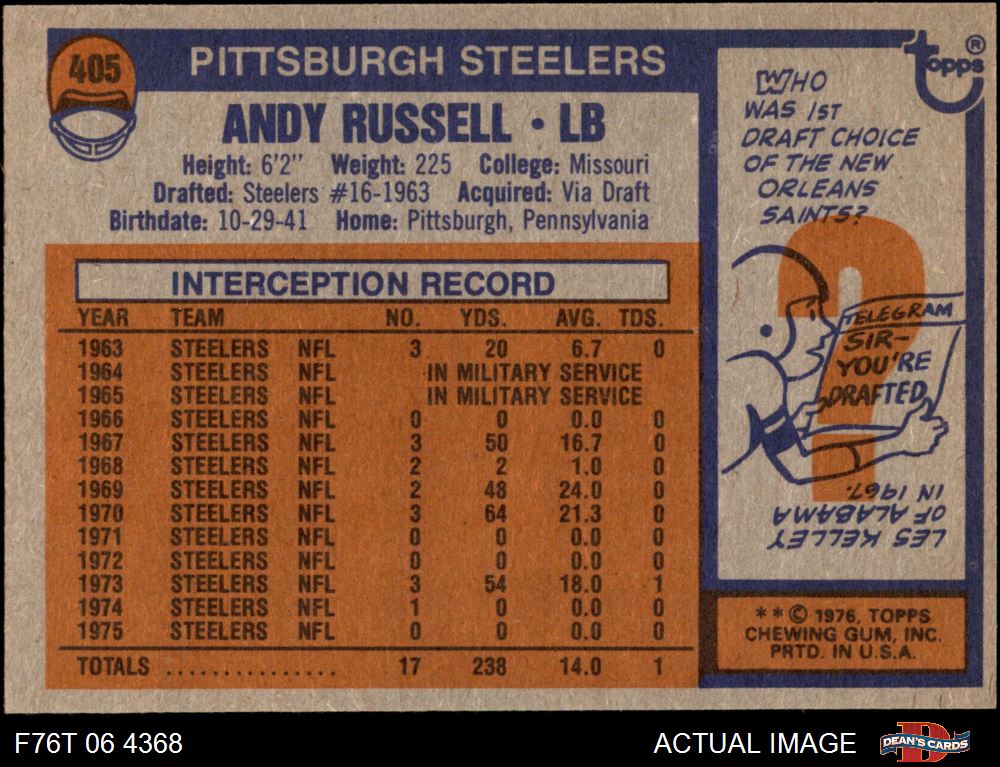 405
PITTSBURGH STEELERS
ANDY RUSSELL • LB
Height: 6'2" Weight: 225 College: Missouri
Drafted: Steelers #16-1963 Acquired: Via Draft
Birthdate: 10-29-41 Home: Pittsburgh, Pennsylvania
INTERCEPTION RECORD
YEAR TEAM NO. YDS. AVG. TDS.
1963 STEELERS NFL 3 20 6.7 0
1964 STEELERS NFL IN MILITARY SERVICE
1965 STEELERS NFL IN MILITARY SERVICE
1966 STEELERS NFL 0 0 0.0 0
1967 STEELERS NFL 3 50 16.7 0
1968 STEELERS NFL 2 2 1.0 0
1969 STEELERS NFL 2 48 24.0 0
1970 STEELERS NFL 3 64 21.3 0
1971 STEELERS NFL 0 0 0.0 0
1972 STEELERS NFL 0 0 0.0 0
1973 STEELERS NFL 3 54 18.0 1
1974 STEELERS NFL 1 0 0.0 0
1975 STEELERS NFL 0 0 0.0 0
TOTALS ................ 17 238 14.0 1
topps ®
WHO
WAS 1ST
DRAFT CHOICE
OF THE NEW
ORLEANS
SAINTS?
?
TELEGRAM
SIR-
YOU'RE
DRAFTED
LES KELLEY
OF ALABAMA
IN 1967.
**© 1976, TOPPS
CHEWING GUM, INC.
PRTD. IN U.S.A.
F76T 06 4368
ACTUAL IMAGE
D
DEAN'S CARDS